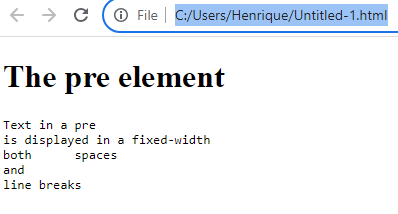 File | C:/Users/Henrique/Untitled-1.html
The pre element
Text in a pre
is displayed in a fixed-width
both      spaces
and
line breaks